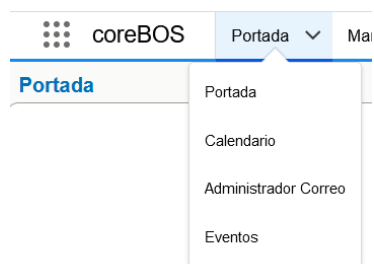 coreBOS Portada
Portada
Portada
Calendario
Administrador Correo
Eventos